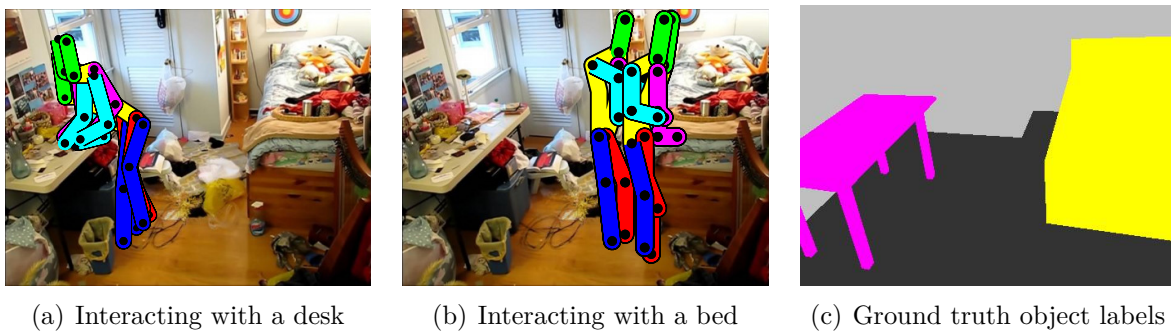 (a) Interacting with a desk
(b) Interacting with a bed
(c) Ground truth object labels